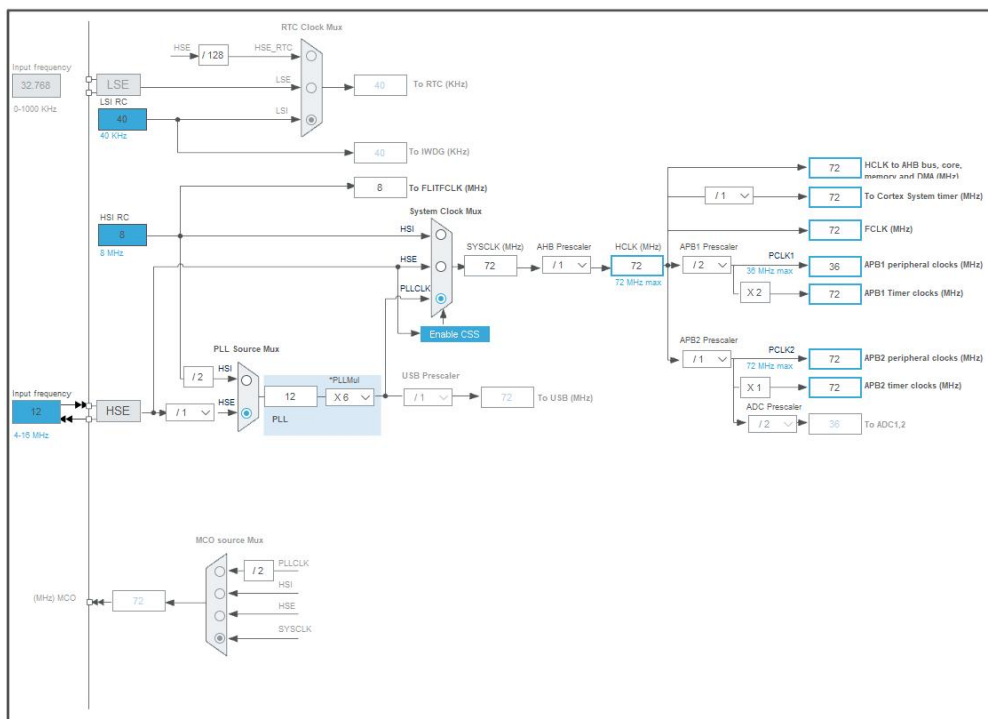 RTC Clock Mux
HSE
/ 128
HSE_RTC
Input frequency
32.768
0-1000 KHz
LSE
LSE
40
To RTC (KHz)
LSI RC
40
40 KHz
LSI
40
To IWDG (KHz)
8
To FLITFCLK (MHz)
HSI RC
8
8 MHz
System Clock Mux
HSI
HSE
PLLCLK
Enable CSS
SYSCLK (MHz)
72
AHB Prescaler
/ 1
HCLK (MHz)
72
72 MHz max
72
HCLK to AHB bus, core,
memory and DMA (MHz)
/ 1
72
To Cortex System timer (MHz)
72
FCLK (MHz)
APB1 Prescaler
/ 2
PCLK1
36 MHz max
36
APB1 peripheral clocks (MHz)
X 2
72
APB1 Timer clocks (MHz)
APB2 Prescaler
/ 1
PCLK2
72 MHz max
72
APB2 peripheral clocks (MHz)
X 1
72
APB2 timer clocks (MHz)
ADC Prescaler
/ 2
36
To ADC1,2
PLL Source Mux
/ 2
HSI
Input frequency
12
4-16 MHz
HSE
/ 1
HSE
12
*PLLMul
X 6
PLL
USB Prescaler
/ 1
72
To USB (MHz)
MCO source Mux
/ 2
PLLCLK
HSI
HSE
SYSCLK
(MHz) MCO
72